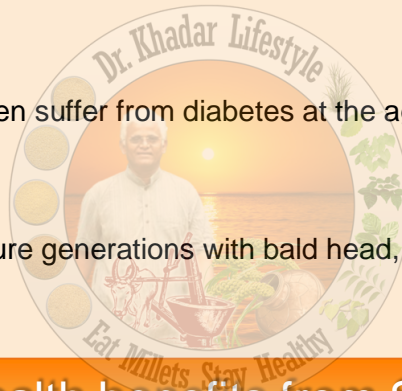 Dr. Khadar Lifestyle
en suffer from diabetes at the a
ure generations with bald head,
Eat Millets Stay Healthy